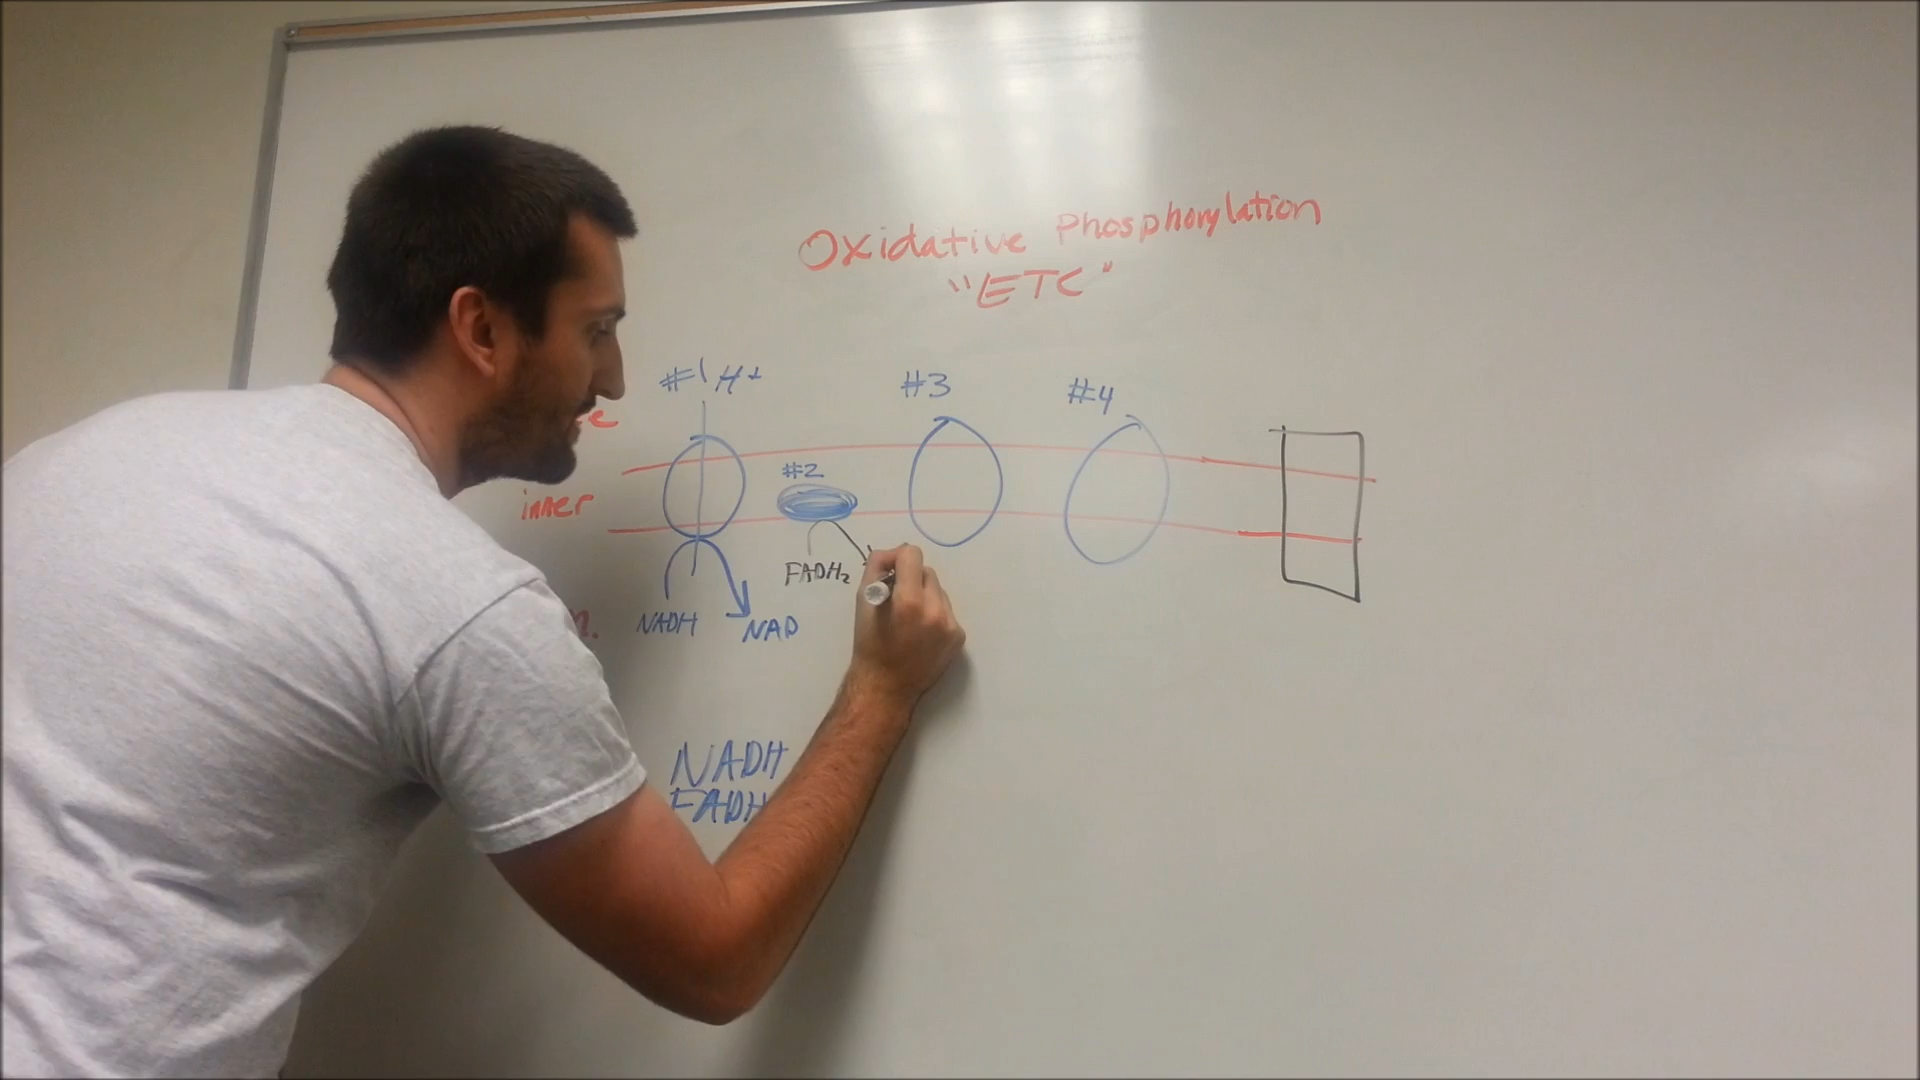 Oxidative Phosphorylation
"ETC"
#1 H+
#3
#4
#2
inner
FADH₂
NADH
NAD
NADH
FADH